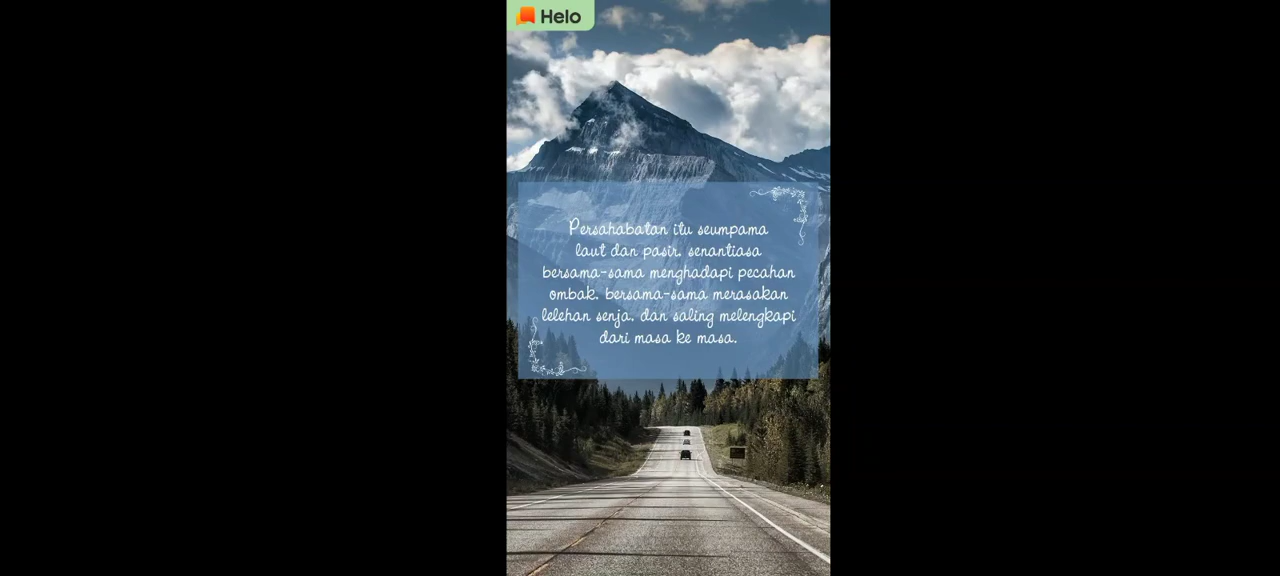 Helo
Persahabatan itu seumpama
laut dan pasir, senantiasa
bersama-sama menghadapi pecahan
ombak, bersama-sama merasakan
lelehan senja, dan saling melengkapi
dari masa ke masa.